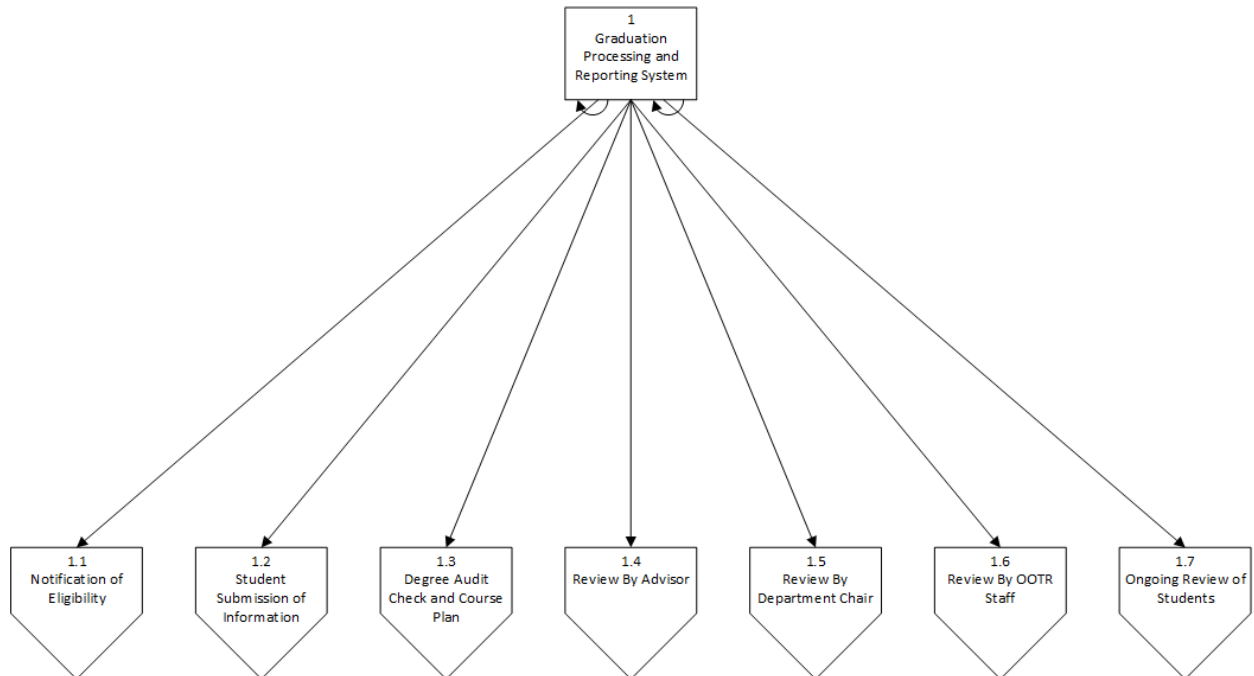 1
Graduation
Processing and
Reporting System
1.1
Notification of
Eligibility
1.2
Student
Submission of
Information
1.3
Degree Audit
Check and Course
Plan
1.4
Review By Advisor
1.5
Review By
Department Chair
1.6
Review By OOTR
Staff
1.7
Ongoing Review of
Students